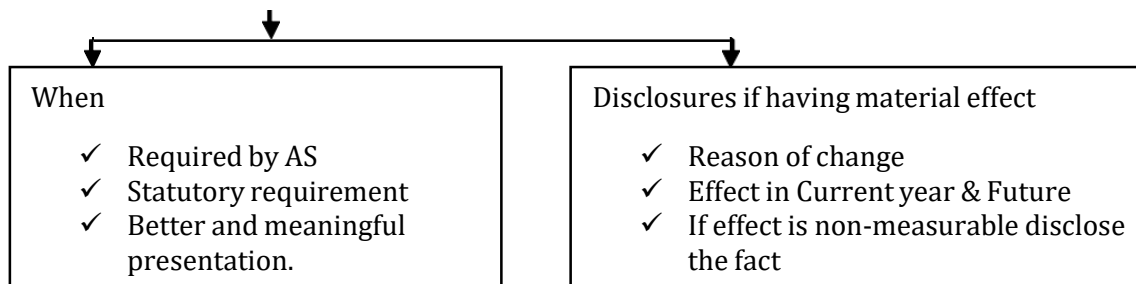 When
✓ Required by AS
✓ Statutory requirement
✓ Better and meaningful
presentation.
Disclosures if having material effect
✓ Reason of change
✓ Effect in Current year & Future
✓ If effect is non-measurable disclose
the fact